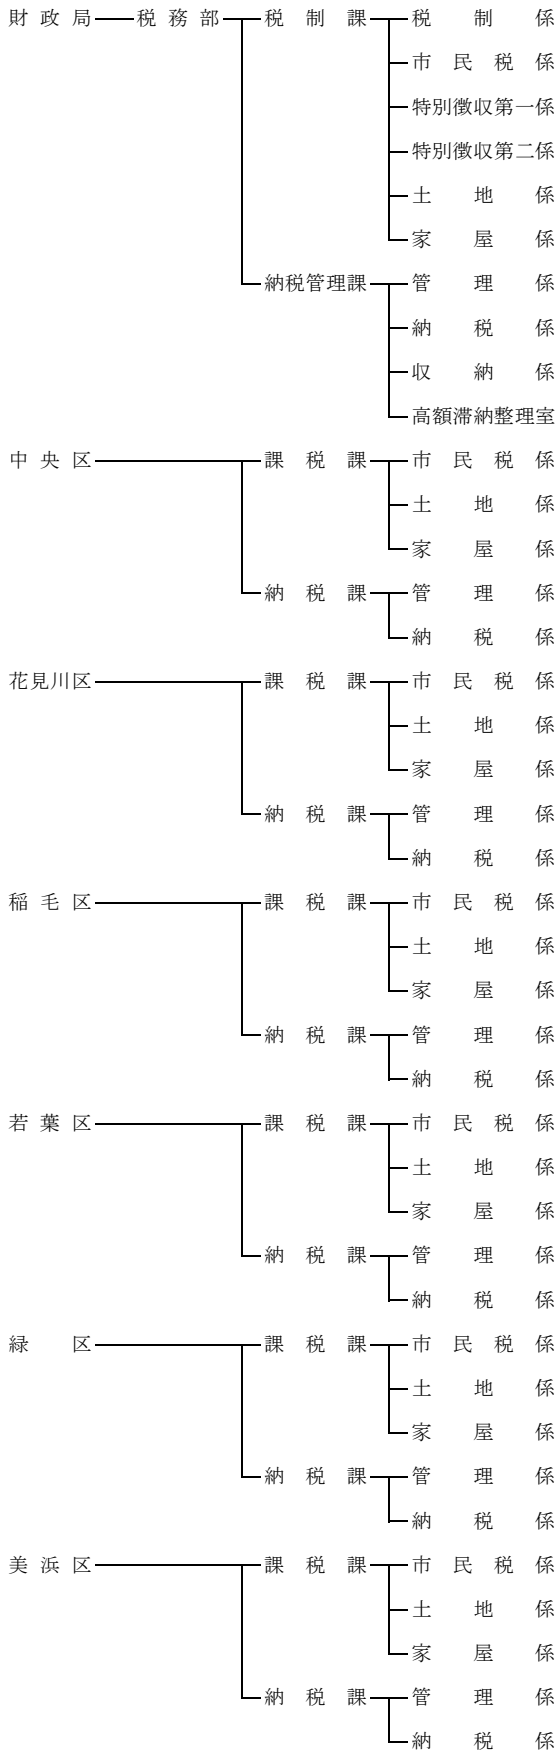 財政局 税務部 税制課 税制係
市民税係
特別徴収第一係
特別徴収第二係
土地係
家屋係
納税管理課 管理係
納税係
収納係
高額滞納整理室
中央区 課税課 市民税係
土地係
家屋係
納税課 管理係
納税係
花見川区 課税課 市民税係
土地係
家屋係
納税課 管理係
納税係
稲毛区 課税課 市民税係
土地係
家屋係
納税課 管理係
納税係
若葉区 課税課 市民税係
土地係
家屋係
納税課 管理係
納税係
緑区 課税課 市民税係
土地係
家屋係
納税課 管理係
納税係
美浜区 課税課 市民税係
土地係
家屋係
納税課 管理係
納税係